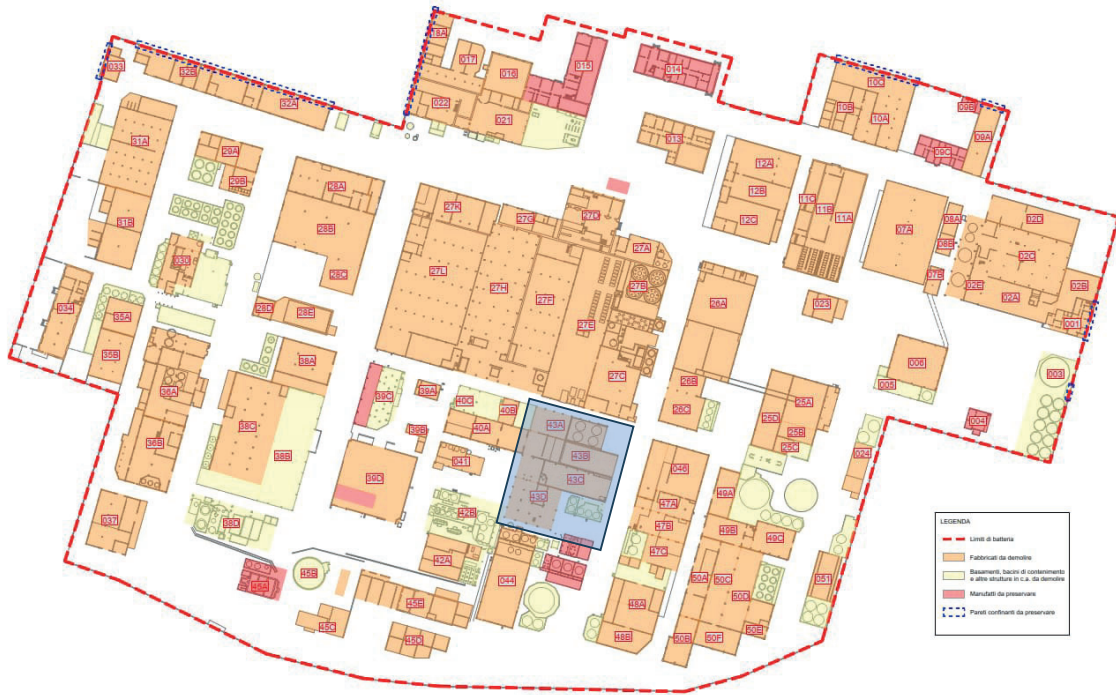 18A
017
016
015
014
033
32B
32A
022
021
013
10C
10B
10A
09B
09A
09C
31A
29A
29B
28A
12A
12B
12C
11C
11B
11A
27K
27G
27D
27A
07A
08A
08B
07B
02D
02C
02E
02A
02B
001
31B
28B
28C
030
27L
27H
27F
27B
27E
26A
023
034
35A
35B
28D
28E
38A
27C
006
005
003
36A
39C
39A
40C
40B
40A
26B
26C
25A
25D
25B
25C
004
36B
38C
38B
39B
041
43A
43B
43C
43D
046
47A
47B
47C
49A
49B
49C
024
39D
037
38D
42B
42A
45A
45B
45E
45C
45D
044
48A
48B
50A
50C
50D
50E
50F
50B
051
LEGENDA
Limiti di batteria
Fabbricati da demolire
Basamenti, bacini di contenimento
e altre strutture in c.a. da demolire
Manufatti da preservare
Pareti confinanti da preservare